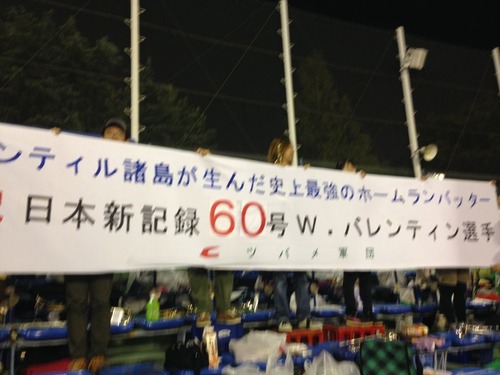 ンティル諸島が生んだ史上最強のホームランバッター
日本新記録60号W.バレンティン選手
ツバメ軍団